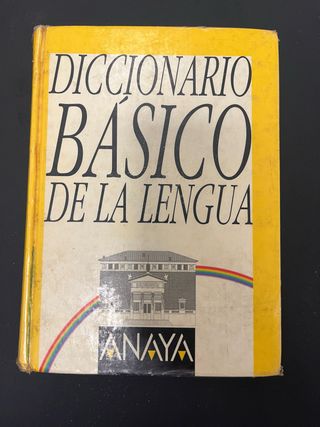 DICCIONARIO
BÁSICO
DE LA LENGUA
ANAYA